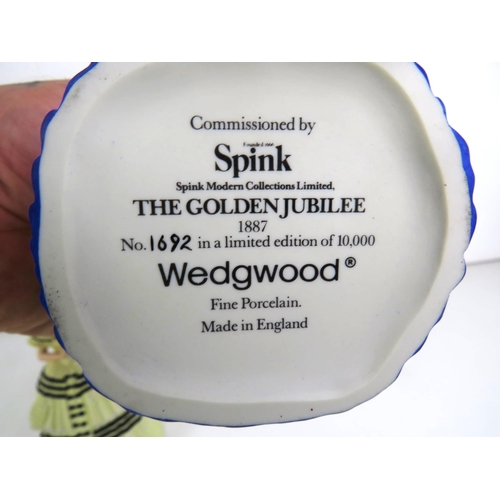 Commissioned by
Spink
Spink Modern Collections Limited,
THE GOLDEN JUBILEE
1887
No. 1692 in a limited edition of 10,000
Wedgwood®
Fine Porcelain.
Made in England